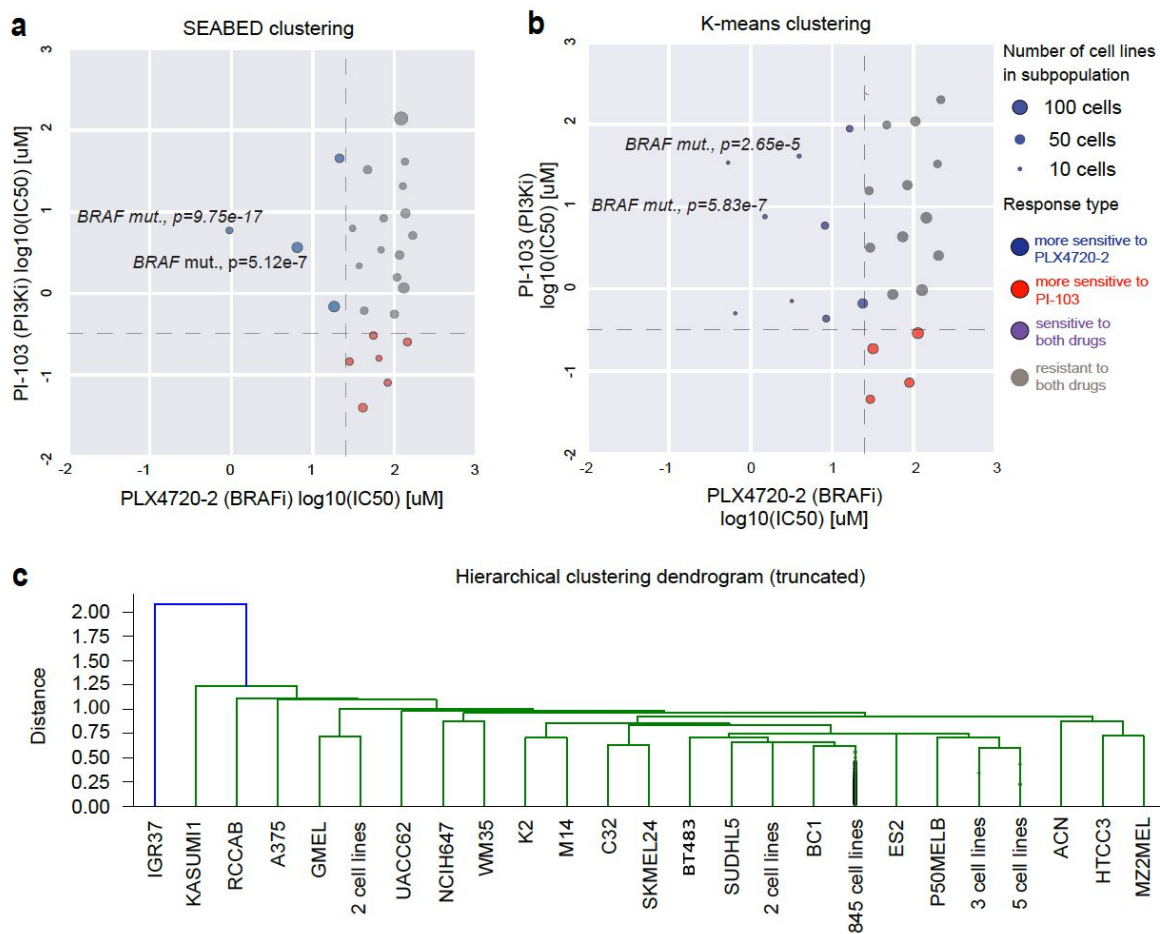 a
SEABED clustering
3
2
1
0
-1
-2
PI-103 (PI3Ki) log10(IC50) [uM]
BRAF mut., p=9.75e-17
BRAF mut., p=5.12e-7
-2
-1
0
1
2
3
PLX4720-2 (BRAFi) log10(IC50) [uM]
b
K-means clustering
3
2
1
0
-1
-2
PI-103 (PI3Ki)
log10(IC50) [uM]
BRAF mut., p=2.65e-5
BRAF mut., p=5.83e-7
-2
-1
0
1
2
3
PLX4720-2 (BRAFi)
log10(IC50) [uM]
Number of cell lines
in subpopulation
100 cells
50 cells
10 cells
Response type
more sensitive to
PLX4720-2
more sensitive to
PI-103
sensitive to
both drugs
resistant to
both drugs
c
Hierarchical clustering dendrogram (truncated)
Distance
2.00
1.75
1.50
1.25
1.00
0.75
0.50
0.25
0.00
IGR37
KASUMI1
RCCAB
A375
GMEL
2 cell lines
UACC62
NCIH647
WM35
K2
M14
C32
SKMEL24
BT483
SUDHL5
2 cell lines
BC1
845 cell lines
ES2
P50MELB
3 cell lines
5 cell lines
ACN
HTCC3
MZ2MEL